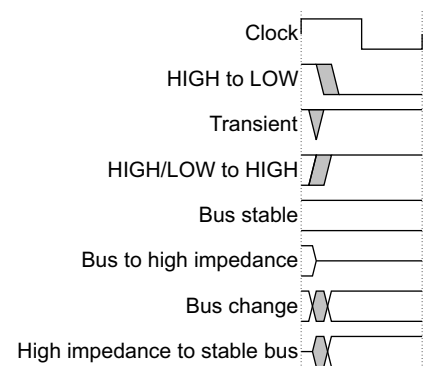 Clock
HIGH to LOW
Transient
HIGH/LOW to HIGH
Bus stable
Bus to high impedance
Bus change
High impedance to stable bus